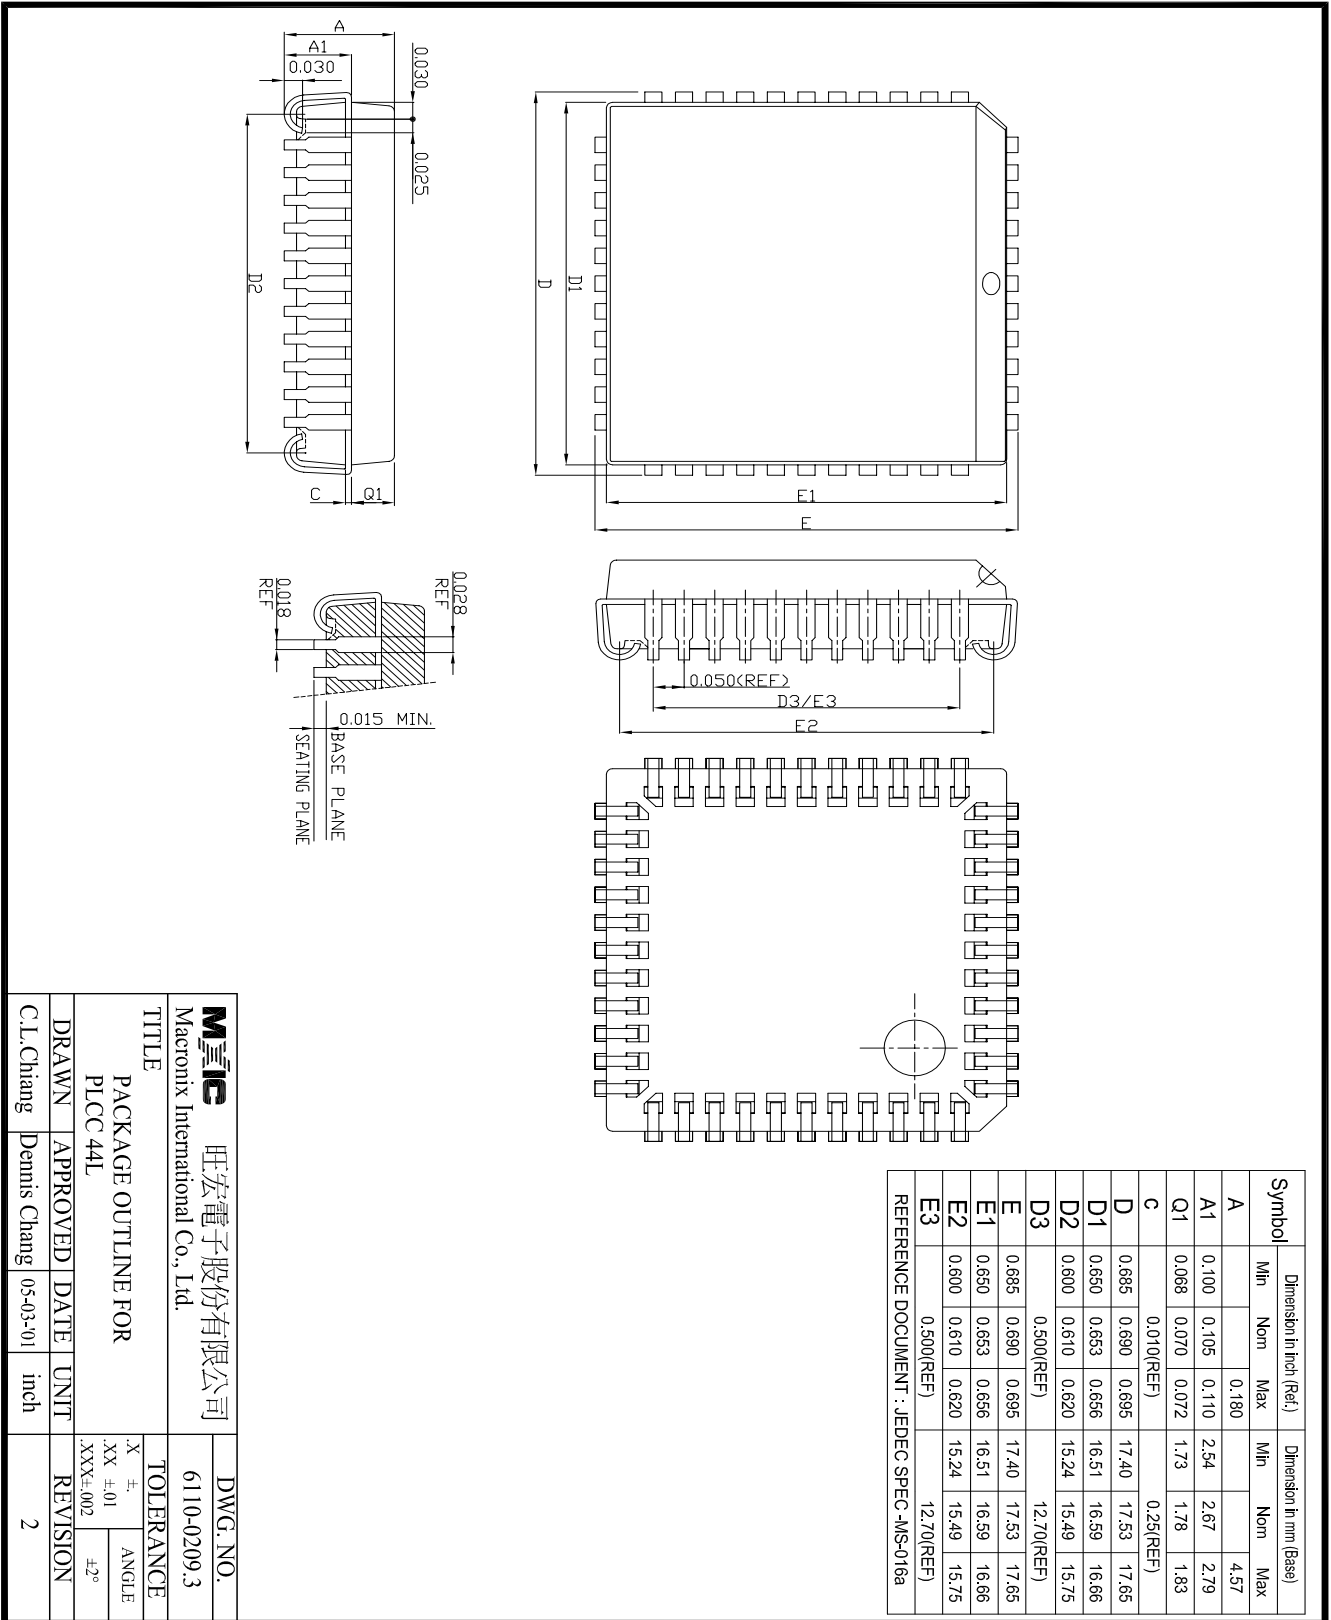 A
A1
0.030
0.030
0.025
D2
C
Q1
D
D1
E1
E
0.050(REF)
D3/E3
E2
0.028
REF
0.018
REF
0.015 MIN.
BASE PLANE
SEATING PLANE
Symbol Dimension in inch (Ref.) Dimension in mm (Base)
Min Nom Max Min Nom Max
A 0.180 4.57
A1 0.100 0.105 0.110 2.54 2.67 2.79
Q1 0.068 0.070 0.072 1.73 1.78 1.83
C 0.010(REF) 0.25(REF)
D 0.685 0.690 0.695 17.40 17.53 17.65
D1 0.650 0.653 0.656 16.51 16.59 16.66
D2 0.600 0.610 0.620 15.24 15.49 15.75
D3 0.500(REF) 12.70(REF)
E 0.685 0.690 0.695 17.40 17.53 17.65
E1 0.650 0.653 0.656 16.51 16.59 16.66
E2 0.600 0.610 0.620 15.24 15.49 15.75
E3 0.500(REF) 12.70(REF)
REFERENCE DOCUMENT : JEDEC SPEC -MS-016a
MXIC 旺宏電子股份有限公司
Macronix International Co., Ltd.
DWG. NO.
6110-0209.3
TITLE
PACKAGE OUTLINE FOR
PLCC 44L
TOLERANCE
.X ±.
.XX ±.01
.XXX±.002
ANGLE
±2°
DRAWN APPROVED DATE UNIT REVISION
C.L.Chiang Dennis Chang 05-03-'01 inch 2